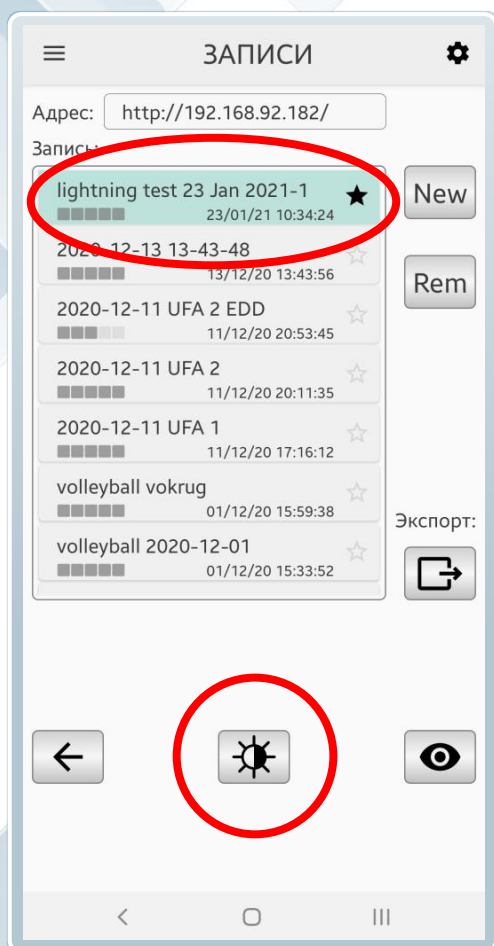 ЗАПИСИ
Адрес: http://192.168.92.182/
Запись:
lightning test 23 Jan 2021-1
23/01/21 10:34:24
New
2020-12-13 13-43-48
13/12/20 13:43:56
Rem
2020-12-11 UFA 2 EDD
11/12/20 20:53:45
2020-12-11 UFA 2
11/12/20 20:11:35
2020-12-11 UFA 1
11/12/20 17:16:12
volleyball vokrug
01/12/20 15:59:38
Экспорт:
volleyball 2020-12-01
01/12/20 15:33:52